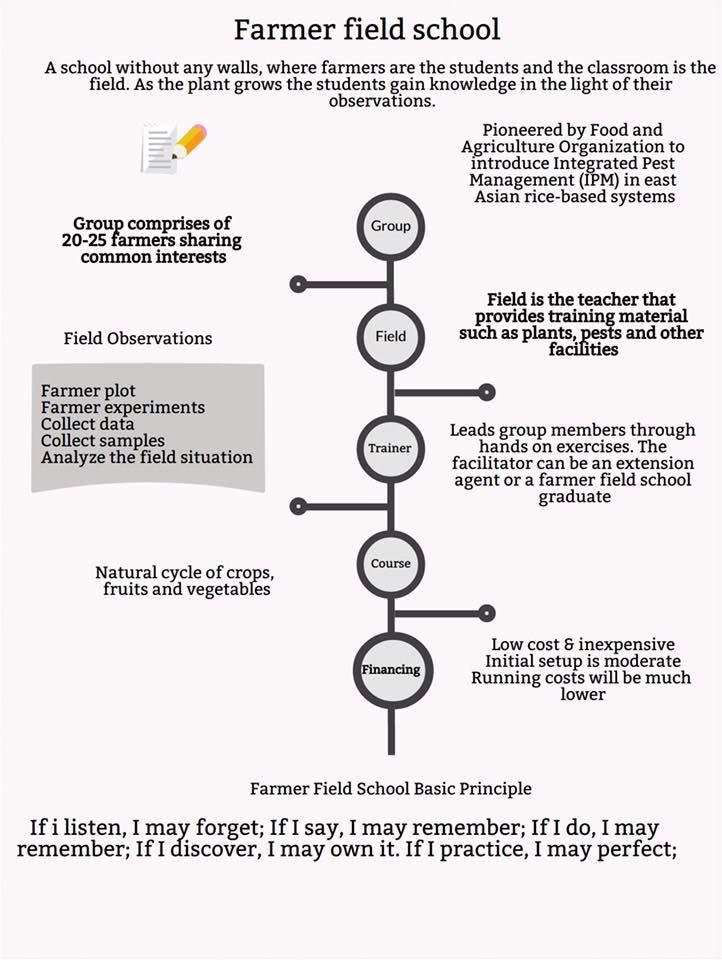 Farmer field school
A school without any walls, where farmers are the students and the classroom is the
field. As the plant grows the students gain knowledge in the light of their
observations.
Pioneered by Food and
Agriculture Organization to
introduce Integrated Pest
Management (IPM) in east
Asian rice-based systems
Group
Group comprises of
20-25 farmers sharing
common interests
Field
Field is the teacher that
provides training material
such as plants, pests and other
facilities
Field Observations
Farmer plot
Farmer experiments
Collect data
Collect samples
Analyze the field situation
Trainer
Leads group members through
hands on exercises. The
facilitator can be an extension
agent or a farmer field school
graduate
Course
Natural cycle of crops,
fruits and vegetables
Financing
Low cost & inexpensive
Initial setup is moderate
Running costs will be much
lower
Farmer Field School Basic Principle
If i listen, I may forget; If I say, I may remember; If I do, I may
remember; If I discover, I may own it. If I practice, I may perfect;